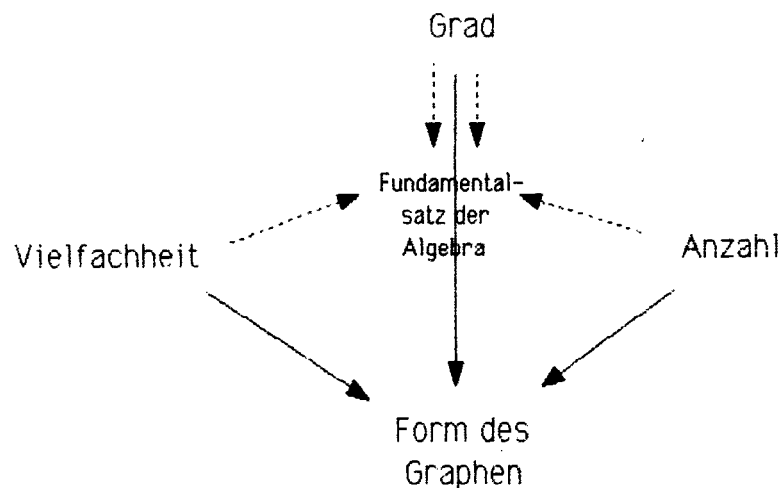 Grad
Fundamental-
satz der
Algebra
Vielfachheit
Anzahl
Form des
Graphen